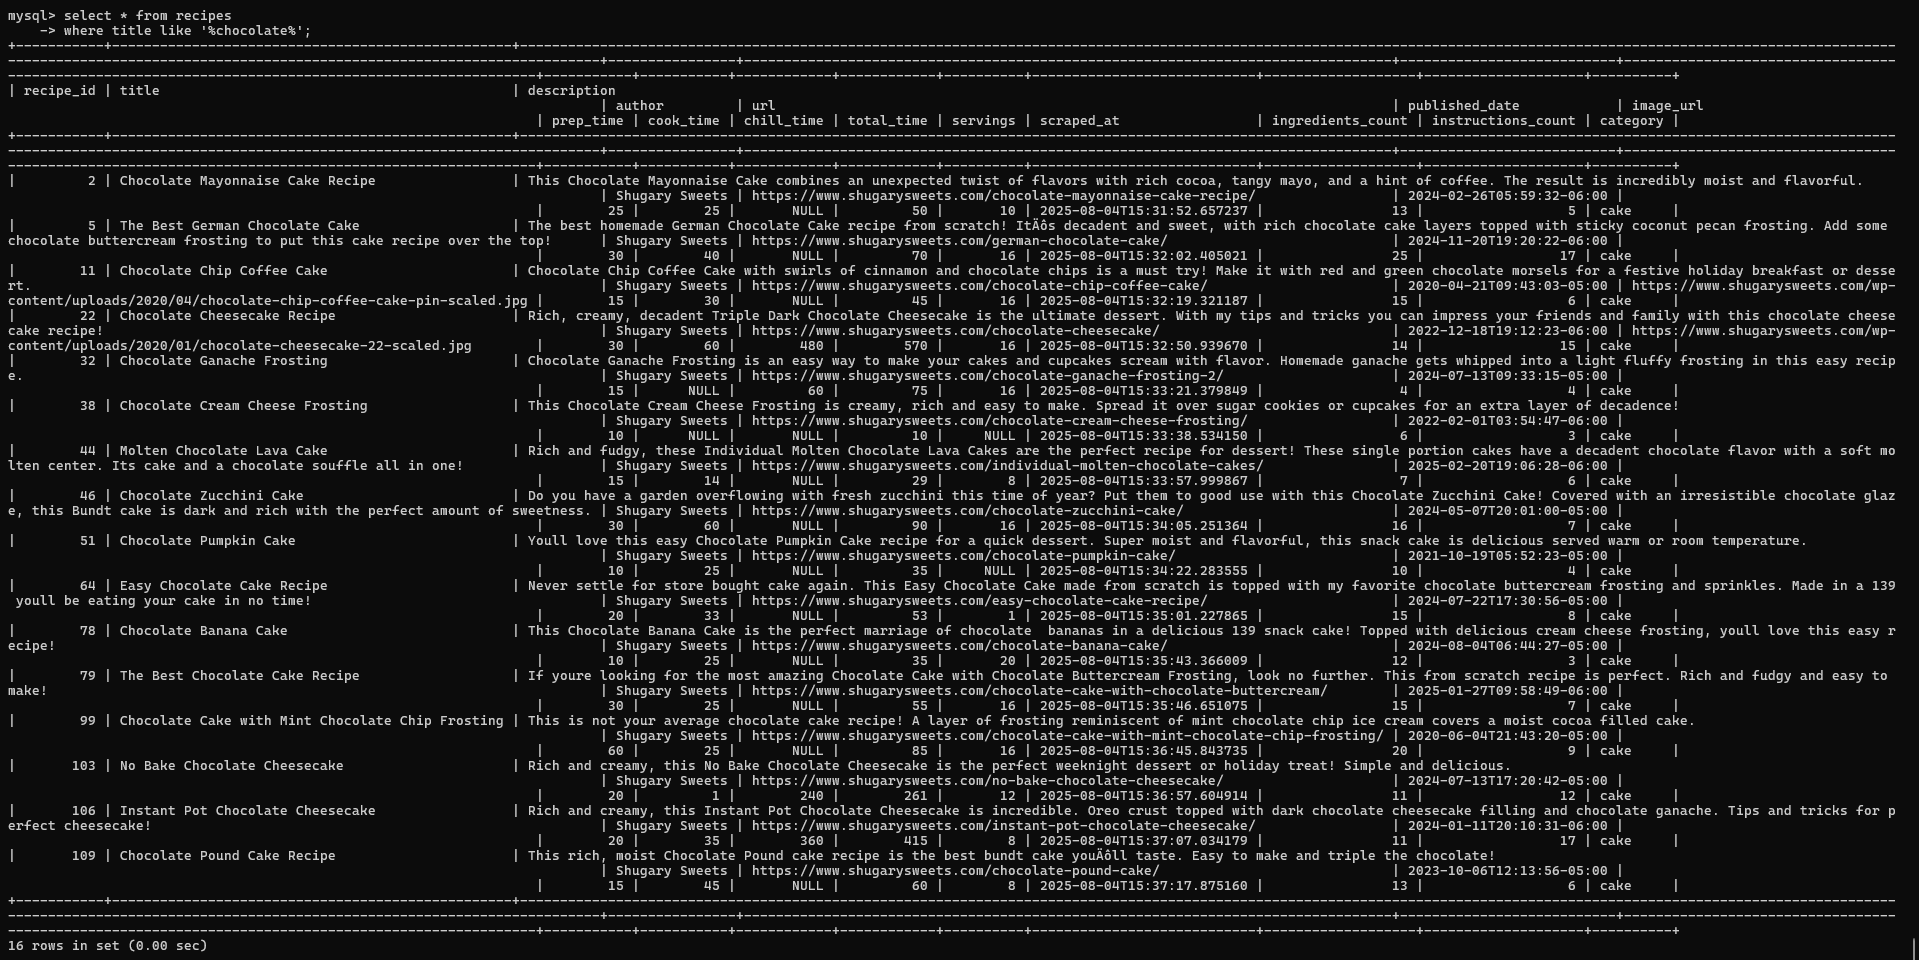 mysql> select * from recipes
-> where title like '%chocolate%';
| recipe_id | title | description
| author | url | published_date | image_url
| prep_time | cook_time | chill_time | total_time | servings | scraped_at | ingredients_count | instructions_count | category |
| 2 | Chocolate Mayonnaise Cake Recipe | This Chocolate Mayonnaise Cake combines an unexpected twist of flavors with rich cocoa, tangy mayo, and a hint of coffee. The result is incredibly moist and flavorful.
| Shugary Sweets | https://www.shugarysweets.com/chocolate-mayonnaise-cake-recipe/ | 2024-02-26T05:59:32-06:00 |
| 25 | 25 | NULL | 50 | 10 | 2025-08-04T15:31:52.657237 | 13 | 5 | cake |
| 5 | The Best German Chocolate Cake | The best homemade German Chocolate Cake recipe from scratch! ItÄôs decadent and sweet, with rich chocolate cake layers topped with sticky coconut pecan frosting. Add some
chocolate buttercream frosting to put this cake recipe over the top! | Shugary Sweets | https://www.shugarysweets.com/german-chocolate-cake/ | 2024-11-20T19:20:22-06:00 |
| 30 | 40 | NULL | 70 | 16 | 2025-08-04T15:32:02.405021 | 25 | 17 | cake |
| 11 | Chocolate Chip Coffee Cake | Chocolate Chip Coffee Cake with swirls of cinnamon and chocolate chips is a must try! Make it with red and green chocolate morsels for a festive holiday breakfast or desse
rt. | Shugary Sweets | https://www.shugarysweets.com/chocolate-chip-coffee-cake/ | 2020-04-21T09:43:03-05:00 | https://www.shugarysweets.com/wp-
content/uploads/2020/04/chocolate-chip-coffee-cake-pin-scaled.jpg | 15 | 30 | NULL | 45 | 16 | 2025-08-04T15:32:19.321187 | 15 | 6 | cake |
| 22 | Chocolate Cheesecake Recipe | Rich, creamy, decadent Triple Dark Chocolate Cheesecake is the ultimate dessert. With my tips and tricks you can impress your friends and family with this chocolate cheese
cake recipe! | Shugary Sweets | https://www.shugarysweets.com/chocolate-cheesecake/ | 2022-12-18T19:12:23-06:00 | https://www.shugarysweets.com/wp-
content/uploads/2020/01/chocolate-cheesecake-22-scaled.jpg | 30 | 60 | 480 | 570 | 16 | 2025-08-04T15:32:50.939670 | 14 | 15 | cake |
| 32 | Chocolate Ganache Frosting | Chocolate Ganache Frosting is an easy way to make your cakes and cupcakes scream with flavor. Homemade ganache gets whipped into a light fluffy frosting in this easy recip
e. | Shugary Sweets | https://www.shugarysweets.com/chocolate-ganache-frosting-2/ | 2024-07-13T09:33:15-05:00 |
| 15 | NULL | 60 | 75 | 16 | 2025-08-04T15:33:21.379849 | 4 | 4 | cake |
| 38 | Chocolate Cream Cheese Frosting | This Chocolate Cream Cheese Frosting is creamy, rich and easy to make. Spread it over sugar cookies or cupcakes for an extra layer of decadence!
| Shugary Sweets | https://www.shugarysweets.com/chocolate-cream-cheese-frosting/ | 2022-02-01T03:54:47-06:00 |
| 10 | NULL | NULL | 10 | NULL | 2025-08-04T15:33:38.534150 | 6 | 3 | cake |
| 44 | Molten Chocolate Lava Cake | Rich and fudgy, these Individual Molten Chocolate Lava Cakes are the perfect recipe for dessert! These single portion cakes have a decadent chocolate flavor with a soft mo
lten center. Its cake and a chocolate souffle all in one! | Shugary Sweets | https://www.shugarysweets.com/individual-molten-chocolate-cakes/ | 2025-02-20T19:06:28-06:00 |
| 15 | 14 | NULL | 29 | 8 | 2025-08-04T15:33:57.999867 | 7 | 6 | cake |
| 46 | Chocolate Zucchini Cake | Do you have a garden overflowing with fresh zucchini this time of year? Put them to good use with this Chocolate Zucchini Cake! Covered with an irresistible chocolate glaz
e, this Bundt cake is dark and rich with the perfect amount of sweetness. | Shugary Sweets | https://www.shugarysweets.com/chocolate-zucchini-cake/ | 2024-05-07T20:01:00-05:00 |
| 30 | 60 | NULL | 90 | 16 | 2025-08-04T15:34:05.251364 | 16 | 7 | cake |
| 51 | Chocolate Pumpkin Cake | Youll love this easy Chocolate Pumpkin Cake recipe for a quick dessert. Super moist and flavorful, this snack cake is delicious served warm or room temperature.
| Shugary Sweets | https://www.shugarysweets.com/chocolate-pumpkin-cake/ | 2021-10-19T05:52:23-05:00 |
| 10 | 25 | NULL | 35 | NULL | 2025-08-04T15:34:22.283555 | 10 | 4 | cake |
| 64 | Easy Chocolate Cake Recipe | Never settle for store bought cake again. This Easy Chocolate Cake made from scratch is topped with my favorite chocolate buttercream frosting and sprinkles. Made in a 139
youll be eating your cake in no time! | Shugary Sweets | https://www.shugarysweets.com/easy-chocolate-cake-recipe/ | 2024-07-22T17:30:56-05:00 |
| 20 | 33 | NULL | 53 | 1 | 2025-08-04T15:35:01.227865 | 15 | 8 | cake |
| 78 | Chocolate Banana Cake | This Chocolate Banana Cake is the perfect marriage of chocolate  bananas in a delicious 139 snack cake! Topped with delicious cream cheese frosting, youll love this easy r
ecipe! | Shugary Sweets | https://www.shugarysweets.com/chocolate-banana-cake/ | 2024-08-04T06:44:27-05:00 |
| 10 | 25 | NULL | 35 | 20 | 2025-08-04T15:35:43.366009 | 12 | 3 | cake |
| 79 | The Best Chocolate Cake Recipe | If youre looking for the most amazing Chocolate Cake with Chocolate Buttercream Frosting, look no further. This from scratch recipe is perfect. Rich and fudgy and easy to
make! | Shugary Sweets | https://www.shugarysweets.com/chocolate-cake-with-chocolate-buttercream/ | 2025-01-27T09:58:49-06:00 |
| 30 | 25 | NULL | 55 | 16 | 2025-08-04T15:35:46.651075 | 15 | 7 | cake |
| 99 | Chocolate Cake with Mint Chocolate Chip Frosting | This is not your average chocolate cake recipe! A layer of frosting reminiscent of mint chocolate chip ice cream covers a moist cocoa filled cake.
| Shugary Sweets | https://www.shugarysweets.com/chocolate-cake-with-mint-chocolate-chip-frosting/ | 2020-06-04T21:43:20-05:00 |
| 60 | 25 | NULL | 85 | 16 | 2025-08-04T15:36:45.843735 | 20 | 9 | cake |
| 103 | No Bake Chocolate Cheesecake | Rich and creamy, this No Bake Chocolate Cheesecake is the perfect weeknight dessert or holiday treat! Simple and delicious.
| Shugary Sweets | https://www.shugarysweets.com/no-bake-chocolate-cheesecake/ | 2024-07-13T17:20:42-05:00 |
| 20 | 1 | 240 | 261 | 12 | 2025-08-04T15:36:57.604914 | 11 | 12 | cake |
| 106 | Instant Pot Chocolate Cheesecake | Rich and creamy, this Instant Pot Chocolate Cheesecake is incredible. Oreo crust topped with dark chocolate cheesecake filling and chocolate ganache. Tips and tricks for p
erfect cheesecake! | Shugary Sweets | https://www.shugarysweets.com/instant-pot-chocolate-cheesecake/ | 2024-01-11T20:10:31-06:00 |
| 20 | 35 | 360 | 415 | 8 | 2025-08-04T15:37:07.034179 | 11 | 17 | cake |
| 109 | Chocolate Pound Cake Recipe | This rich, moist Chocolate Pound cake recipe is the best bundt cake youÄôll taste. Easy to make and triple the chocolate!
| Shugary Sweets | https://www.shugarysweets.com/chocolate-pound-cake/ | 2023-10-06T12:13:56-05:00 |
| 15 | 45 | NULL | 60 | 8 | 2025-08-04T15:37:17.875160 | 13 | 6 | cake |
16 rows in set (0.00 sec)